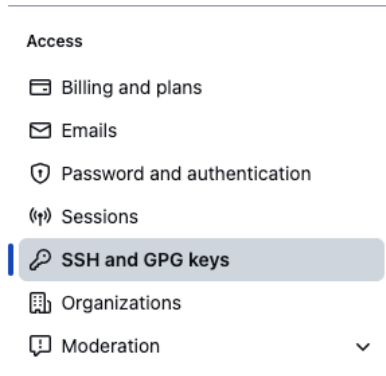 Access
Billing and plans
Emails
Password and authentication
Sessions
SSH and GPG keys
Organizations
Moderation